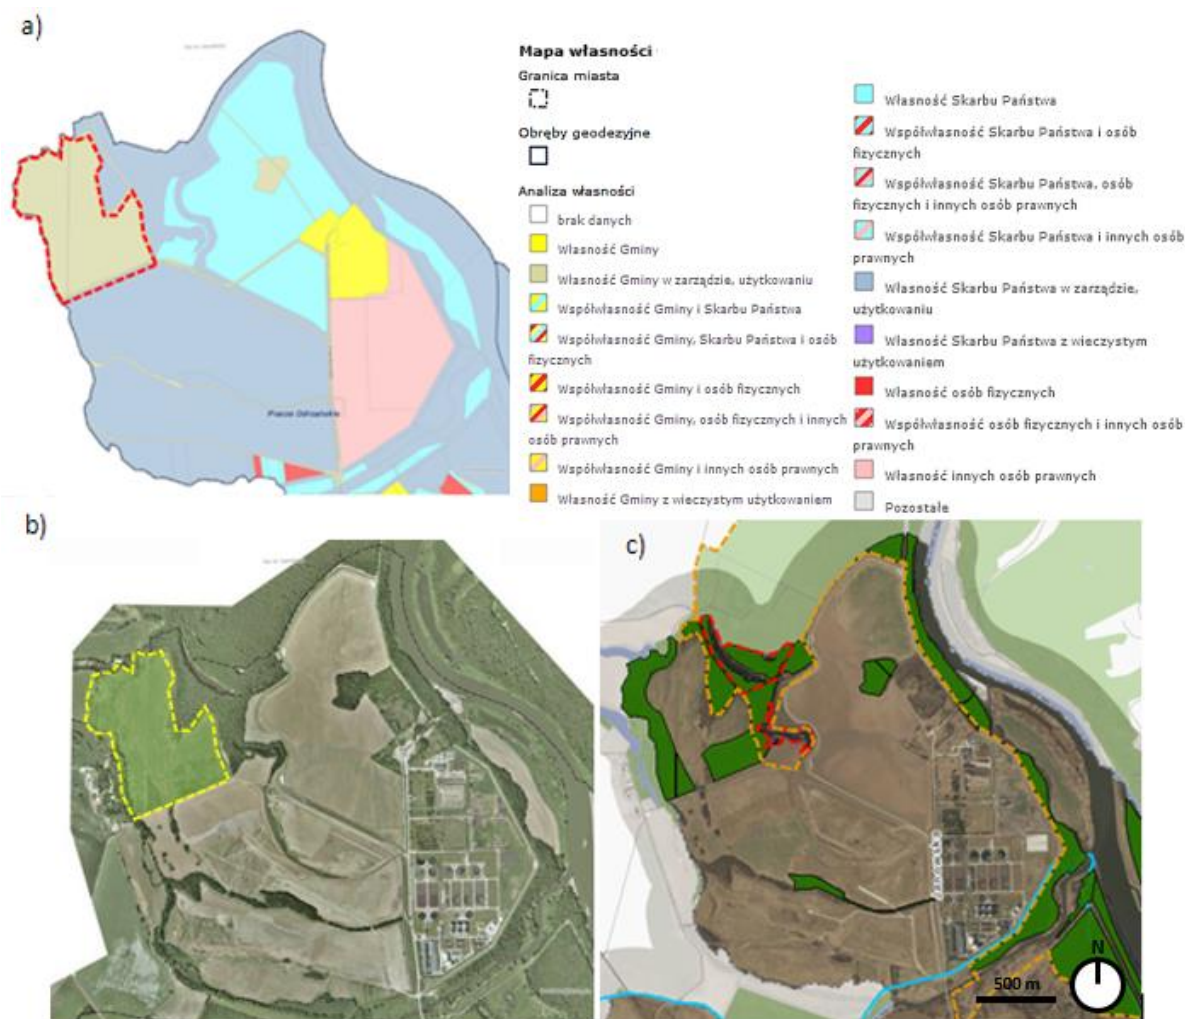 a)
Mapa własności
Granica miasta
Obręby geodezyjne
Analiza własności
brak danych
Własność Gminy
Własność Gminy w zarządzie, użytkowaniu
Współwłasność Gminy i Skarbu Państwa
Współwłasność Gminy, Skarbu Państwa i osób
fizycznych
Współwłasność Gminy i osób fizycznych
Współwłasność Gminy, osób fizycznych i innych
osób prawnych
Współwłasność Gminy i innych osób prawnych
Własność Gminy z wieczystym użytkowaniem
Własność Skarbu Państwa
Współwłasność Skarbu Państwa i osób
fizycznych
Współwłasność Skarbu Państwa, osób
fizycznych i innych osób prawnych
Współwłasność Skarbu Państwa i innych osób
prawnych
Własność Skarbu Państwa w zarządzie,
użytkowaniu
Własność Skarbu Państwa z wieczystym
użytkowaniem
Własność osób fizycznych
Współwłasność osób fizycznych i innych osób
prawnych
Własność innych osób prawnych
Pozostałe
b)
c)
N
500 m